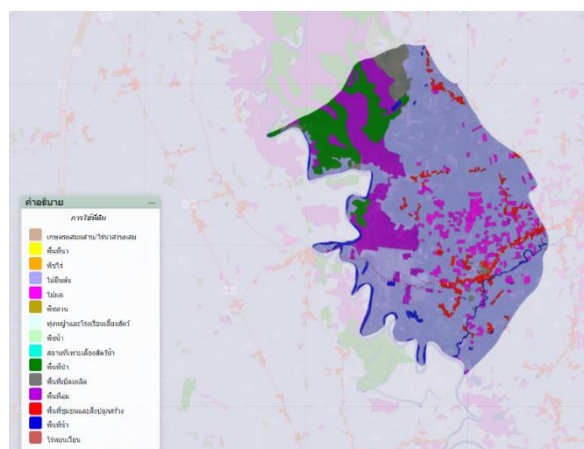 คำอธิบาย
การใช้ที่ดิน
เกษตรผสมผสาน/ไร่นาสวนผสม
พื้นที่นา
พืชไร่
ไม้ยืนต้น
ไม้ผล
พืชสวน
ทุ่งหญ้าและโรงเรือนเลี้ยงสัตว์
พืชน้ำ
สถานที่เพาะเลี้ยงสัตว์น้ำ
พื้นที่ป่า
พื้นที่เบ็ดเตล็ด
พื้นที่ลุ่ม
พื้นที่ชุมชนและสิ่งปลูกสร้าง
พื้นที่น้ำ
ไร่หมุนเวียน